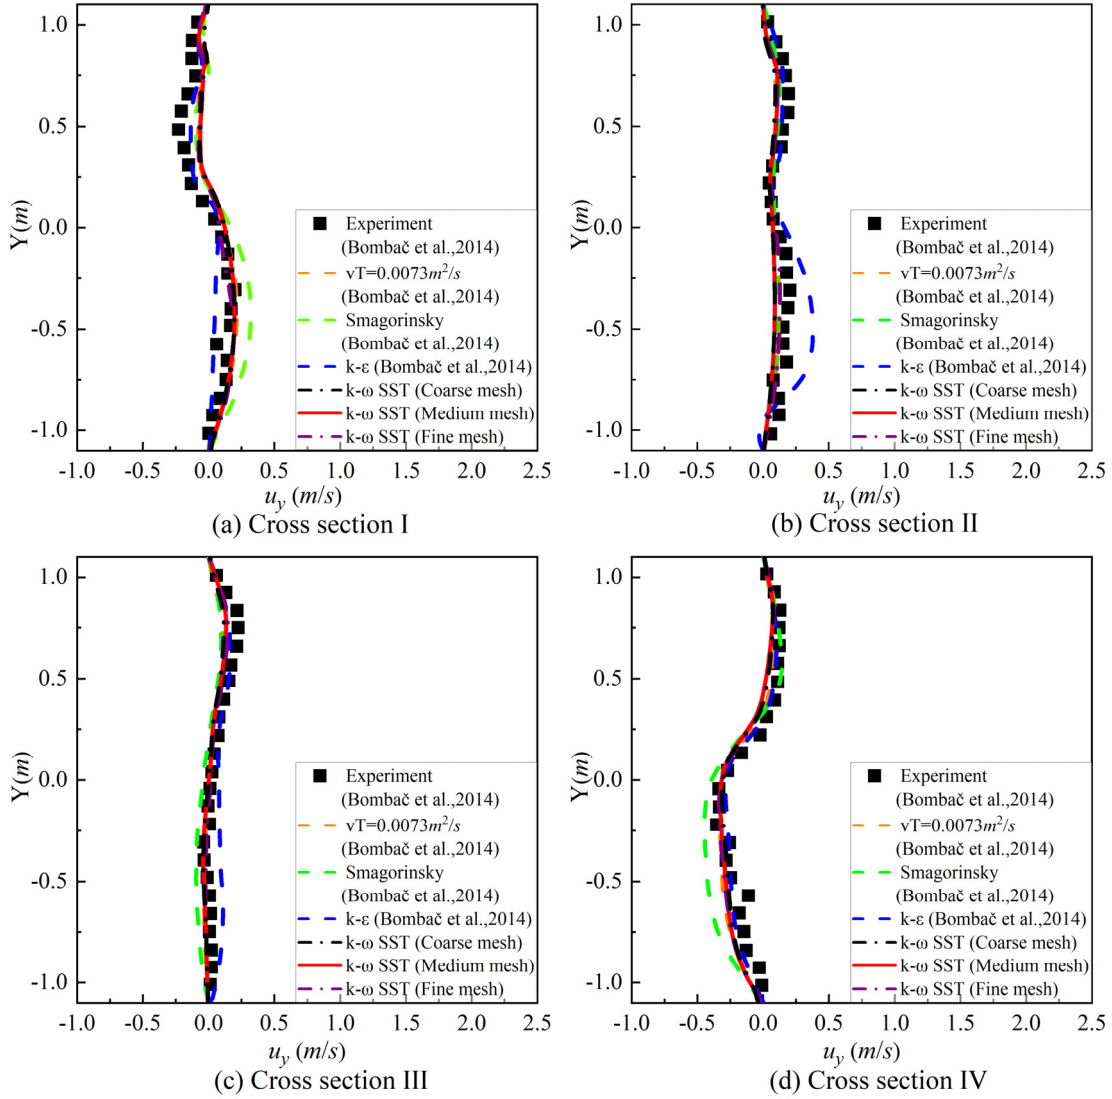 1.0
0.5
0.0
-0.5
-1.0
Y(m)
Experiment
(Bombač et al.,2014)
vT=0.0073m²/s
(Bombač et al.,2014)
Smagorinsky
(Bombač et al.,2014)
k-ε (Bombač et al.,2014)
k-ω SST (Coarse mesh)
k-ω SST (Medium mesh)
k-ω SST (Fine mesh)
-1.0 -0.5 0.0 0.5 1.0 1.5 2.0 2.5
u_y (m/s)
(a) Cross section I
1.0
0.5
0.0
-0.5
-1.0
Y(m)
Experiment
(Bombač et al.,2014)
vT=0.0073m²/s
(Bombač et al.,2014)
Smagorinsky
(Bombač et al.,2014)
k-ε (Bombač et al.,2014)
k-ω SST (Coarse mesh)
k-ω SST (Medium mesh)
k-ω SST (Fine mesh)
-1.0 -0.5 0.0 0.5 1.0 1.5 2.0 2.5
u_y (m/s)
(b) Cross section II
1.0
0.5
0.0
-0.5
-1.0
Y(m)
Experiment
(Bombač et al.,2014)
vT=0.0073m²/s
(Bombač et al.,2014)
Smagorinsky
(Bombač et al.,2014)
k-ε (Bombač et al.,2014)
k-ω SST (Coarse mesh)
k-ω SST (Medium mesh)
k-ω SST (Fine mesh)
-1.0 -0.5 0.0 0.5 1.0 1.5 2.0 2.5
u_y (m/s)
(c) Cross section III
1.0
0.5
0.0
-0.5
-1.0
Y(m)
Experiment
(Bombač et al.,2014)
vT=0.0073m²/s
(Bombač et al.,2014)
Smagorinsky
(Bombač et al.,2014)
k-ε (Bombač et al.,2014)
k-ω SST (Coarse mesh)
k-ω SST (Medium mesh)
k-ω SST (Fine mesh)
-1.0 -0.5 0.0 0.5 1.0 1.5 2.0 2.5
u_y (m/s)
(d) Cross section IV